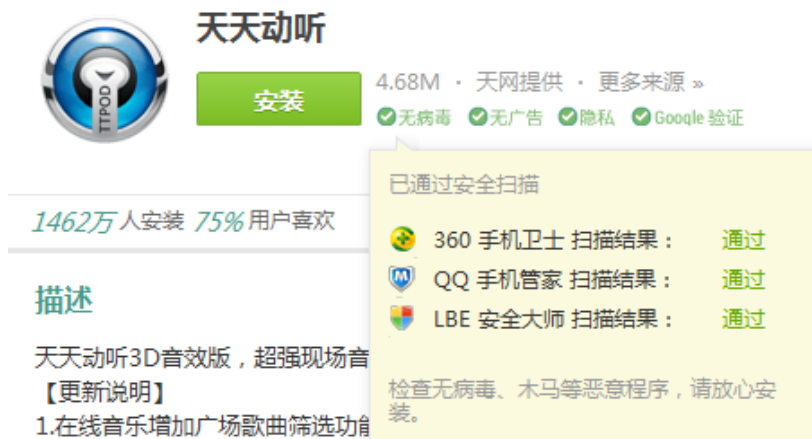 天天动听
TTPOD
安装
4.68M · 天网提供 · 更多来源 »
无病毒 无广告 隐私 Google 验证
已通过安全扫描
1462万 人安装 75% 用户喜欢
360 手机卫士 扫描结果： 通过
QQ 手机管家 扫描结果： 通过
LBE 安全大师 扫描结果： 通过
描述
天天动听3D音效版，超强现场音
【更新说明】
1.在线音乐增加广场歌曲筛选功能
检查无病毒、木马等恶意程序，请放心安
装。